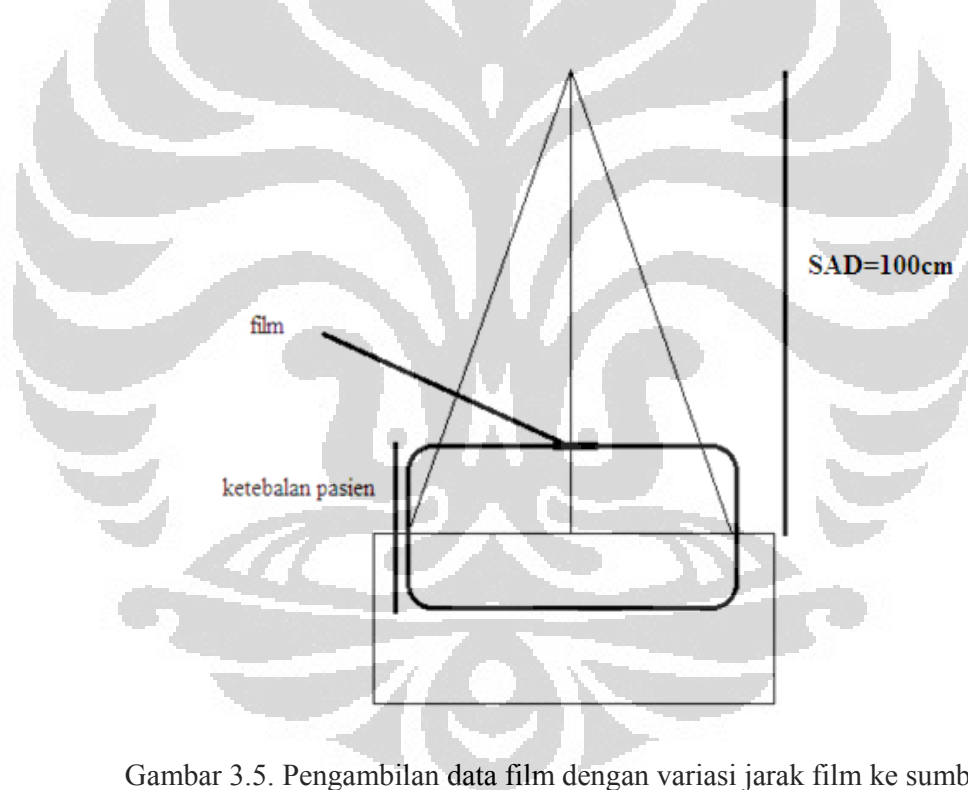 SAD=100cm
film
ketebalan pasien
Gambar 3.5. Pengambilan data film dengan variasi jarak film ke sumb